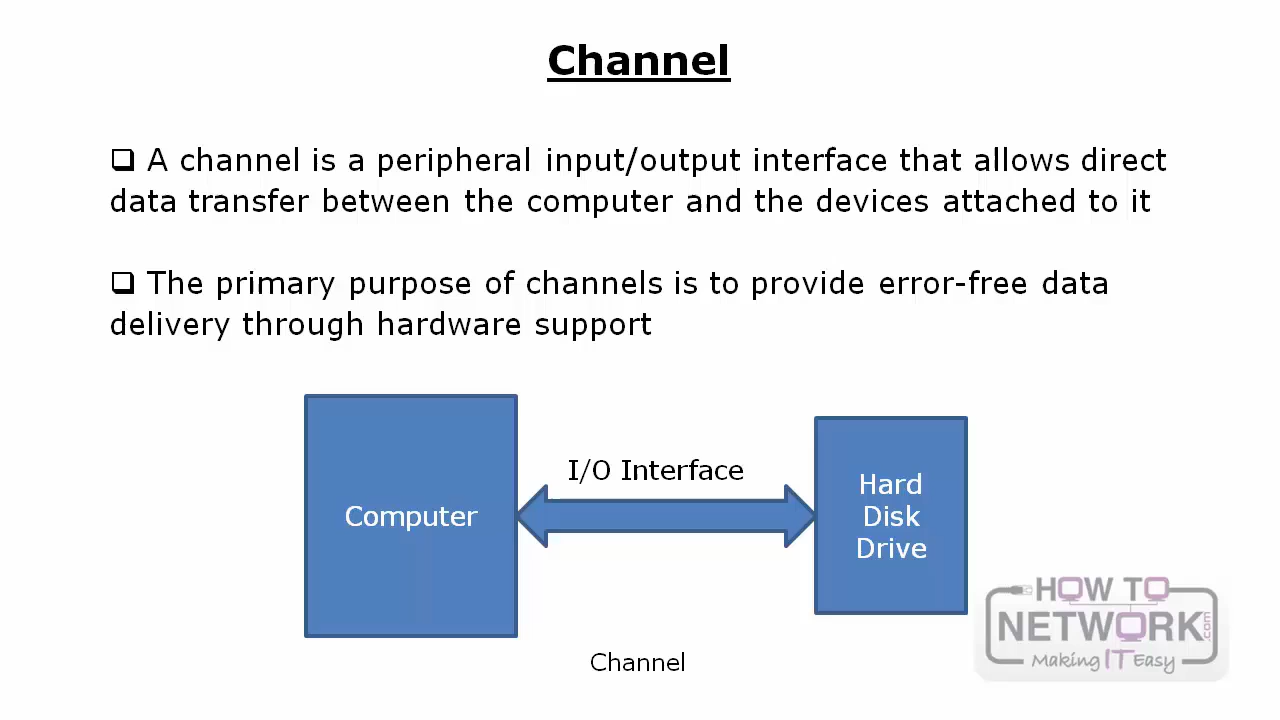 Channel
❑ A channel is a peripheral input/output interface that allows direct
data transfer between the computer and the devices attached to it
❑ The primary purpose of channels is to provide error-free data
delivery through hardware support
I/O Interface
Computer
Hard
Disk
Drive
Channel
HOW TO
NETWORK.com
Making IT Easy